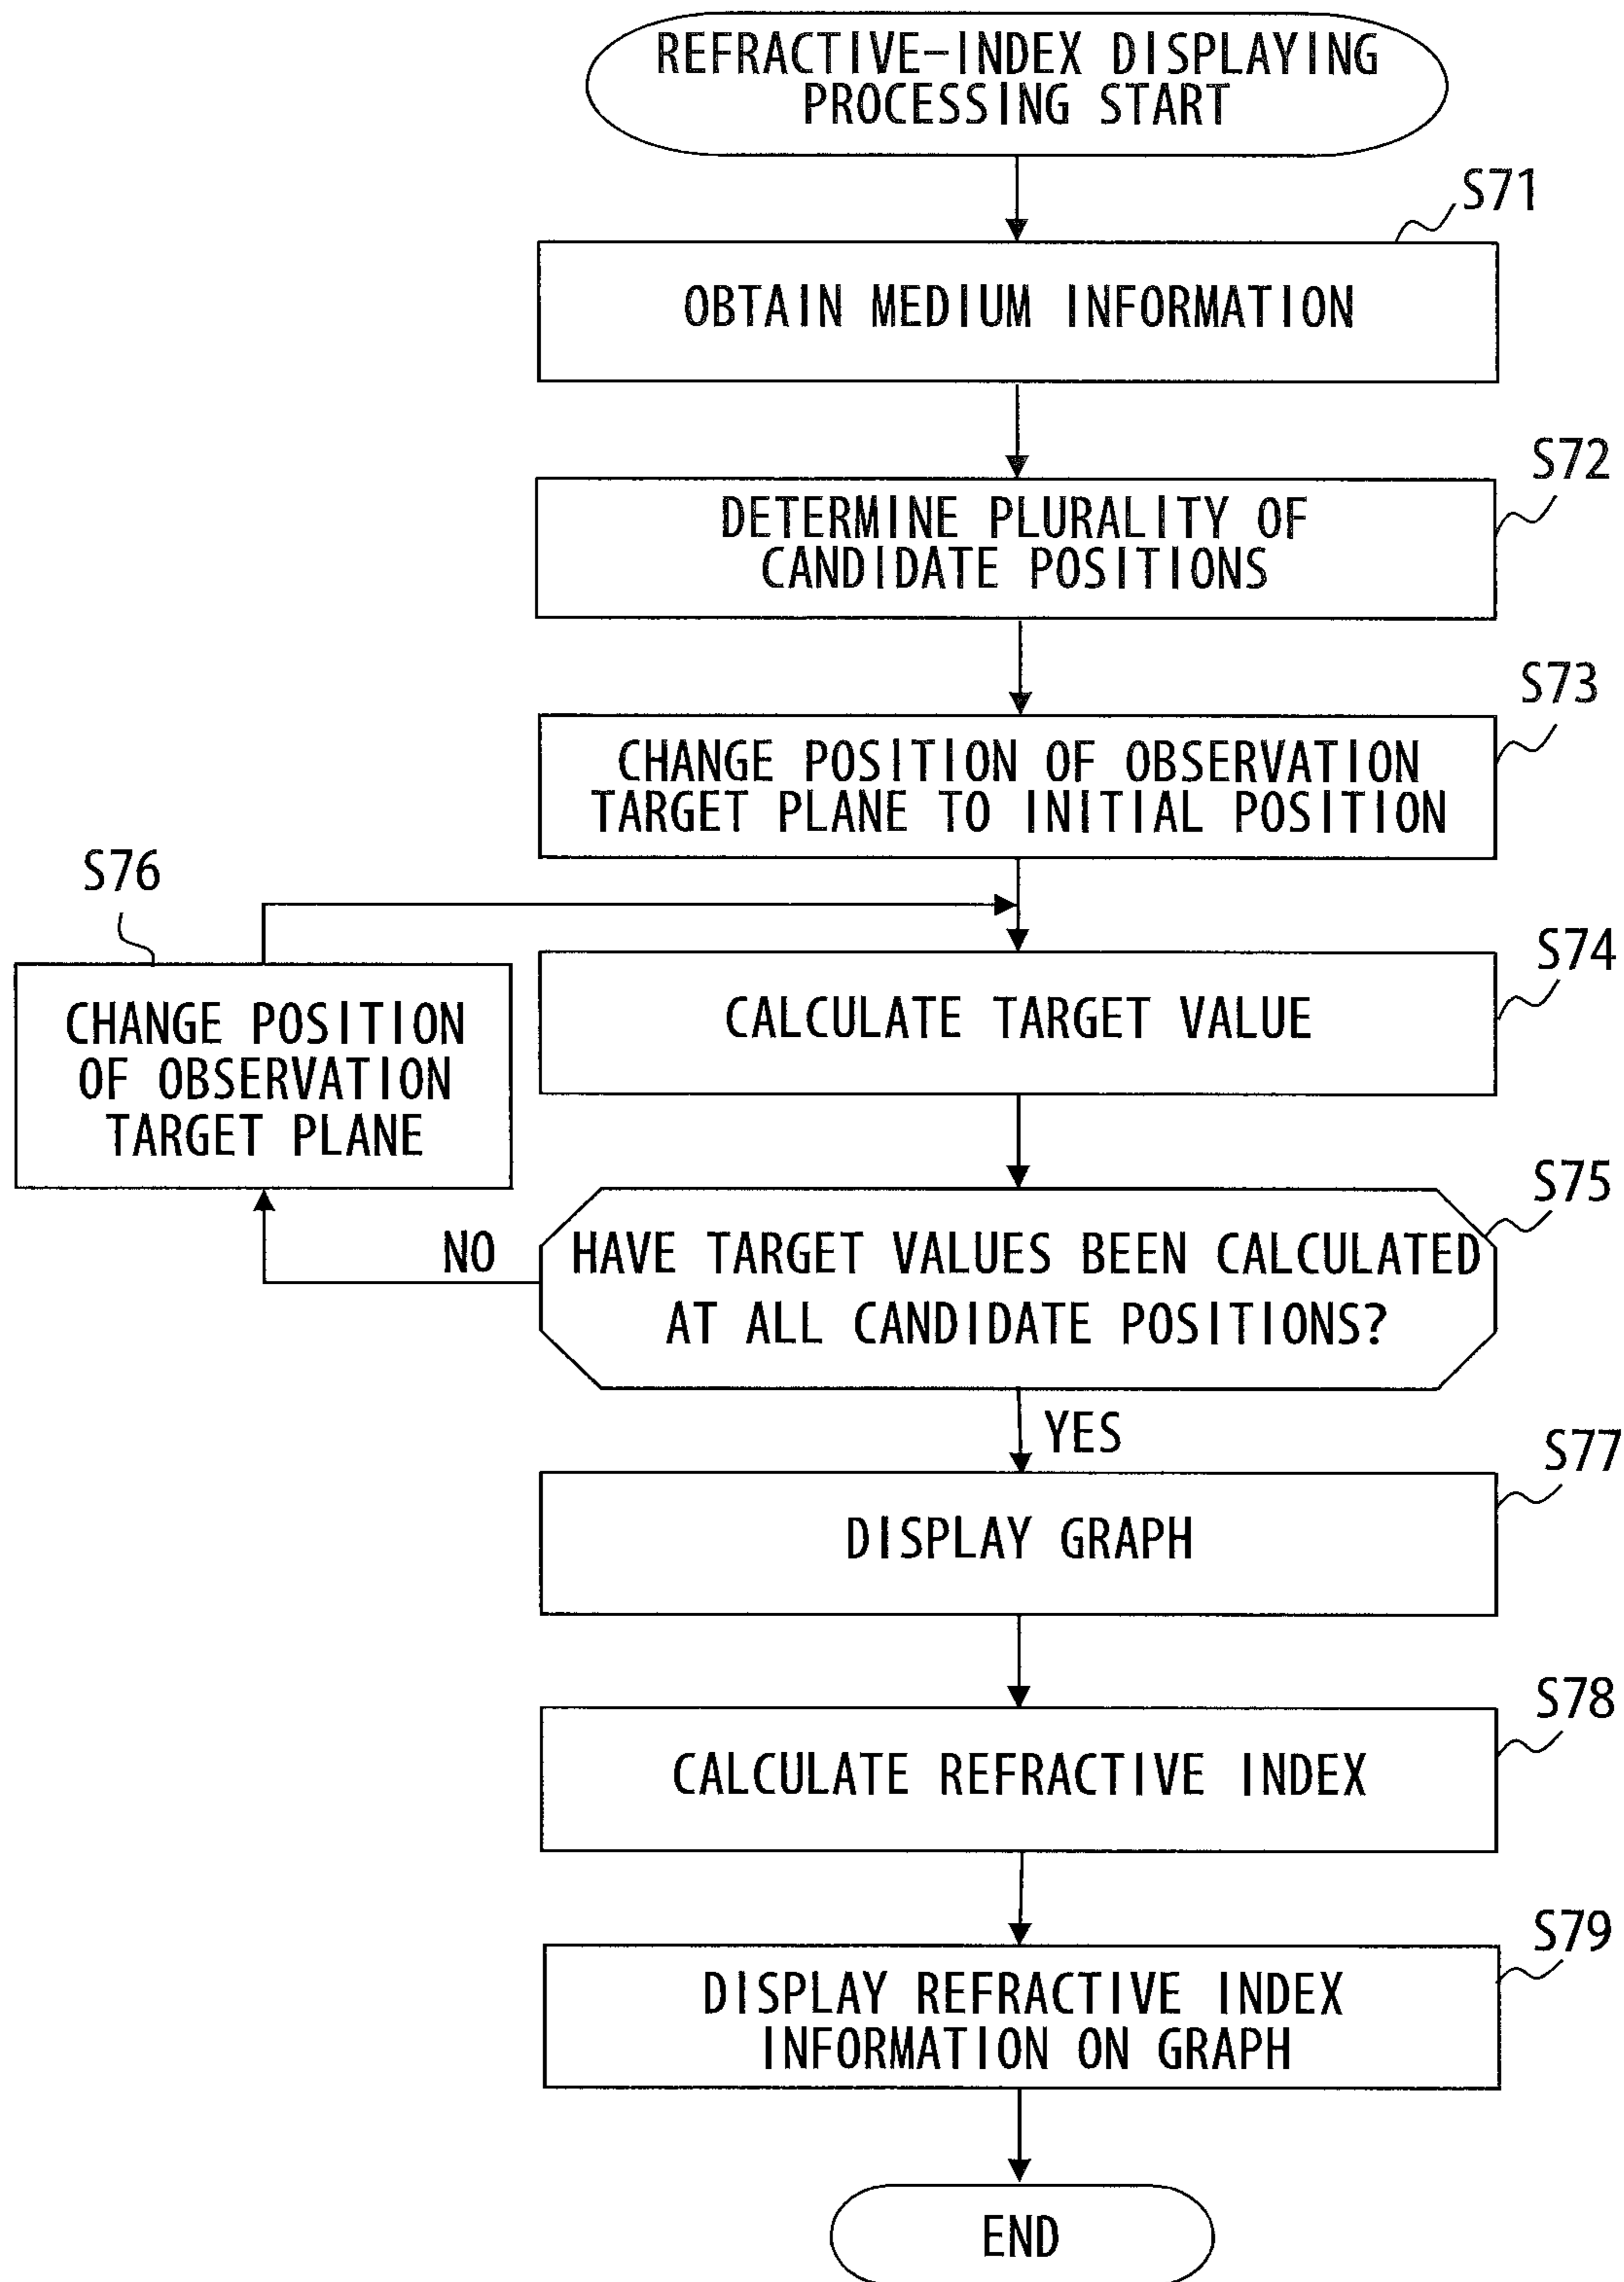 REFRACTIVE-INDEX DISPLAYING
PROCESSING START
S71
OBTAIN MEDIUM INFORMATION
S72
DETERMINE PLURALITY OF
CANDIDATE POSITIONS
S73
CHANGE POSITION OF OBSERVATION
TARGET PLANE TO INITIAL POSITION
S76
CHANGE POSITION
OF OBSERVATION
TARGET PLANE
S74
CALCULATE TARGET VALUE
S75
NO
HAVE TARGET VALUES BEEN CALCULATED
AT ALL CANDIDATE POSITIONS?
YES
S77
DISPLAY GRAPH
S78
CALCULATE REFRACTIVE INDEX
S79
DISPLAY REFRACTIVE INDEX
INFORMATION ON GRAPH
END